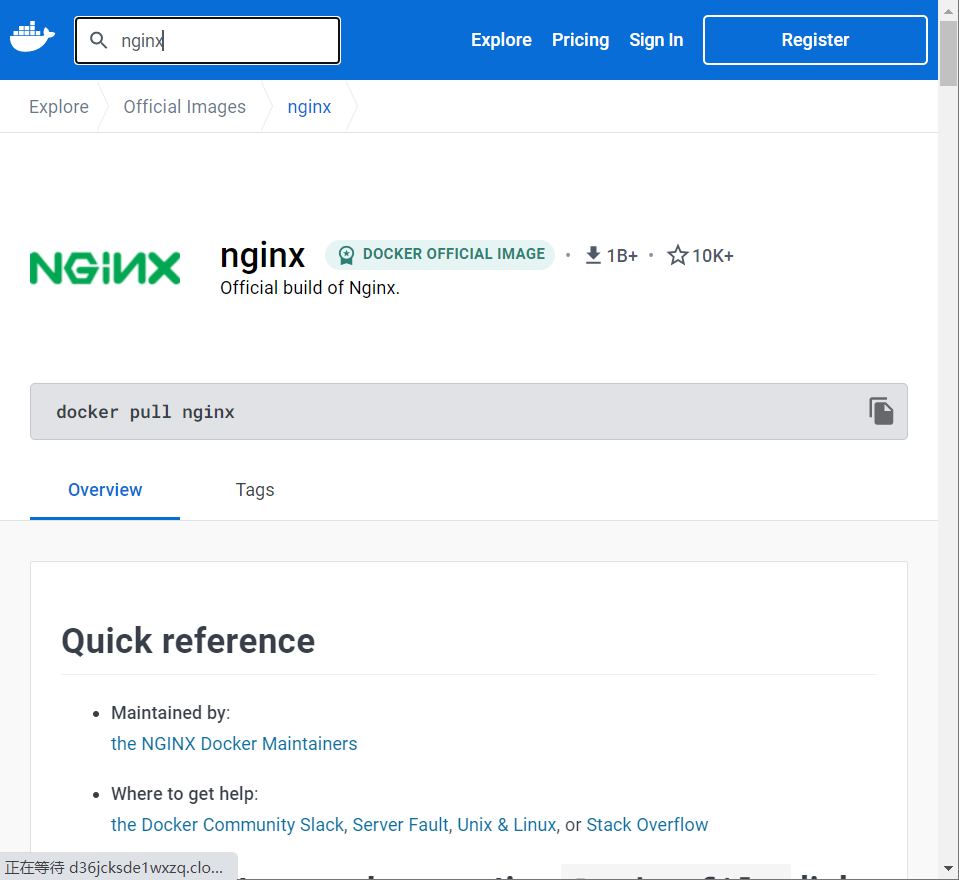 nginx
Explore
Pricing
Sign In
Register
Explore
Official Images
nginx
NGINX
nginx
DOCKER OFFICIAL IMAGE
•
1B+
•
10K+
Official build of Nginx.
docker pull nginx
Overview
Tags
Quick reference
• Maintained by:
the NGINX Docker Maintainers
• Where to get help:
the Docker Community Slack, Server Fault, Unix & Linux, or Stack Overflow
正在等待 d36jcksde1wxzq.clo...